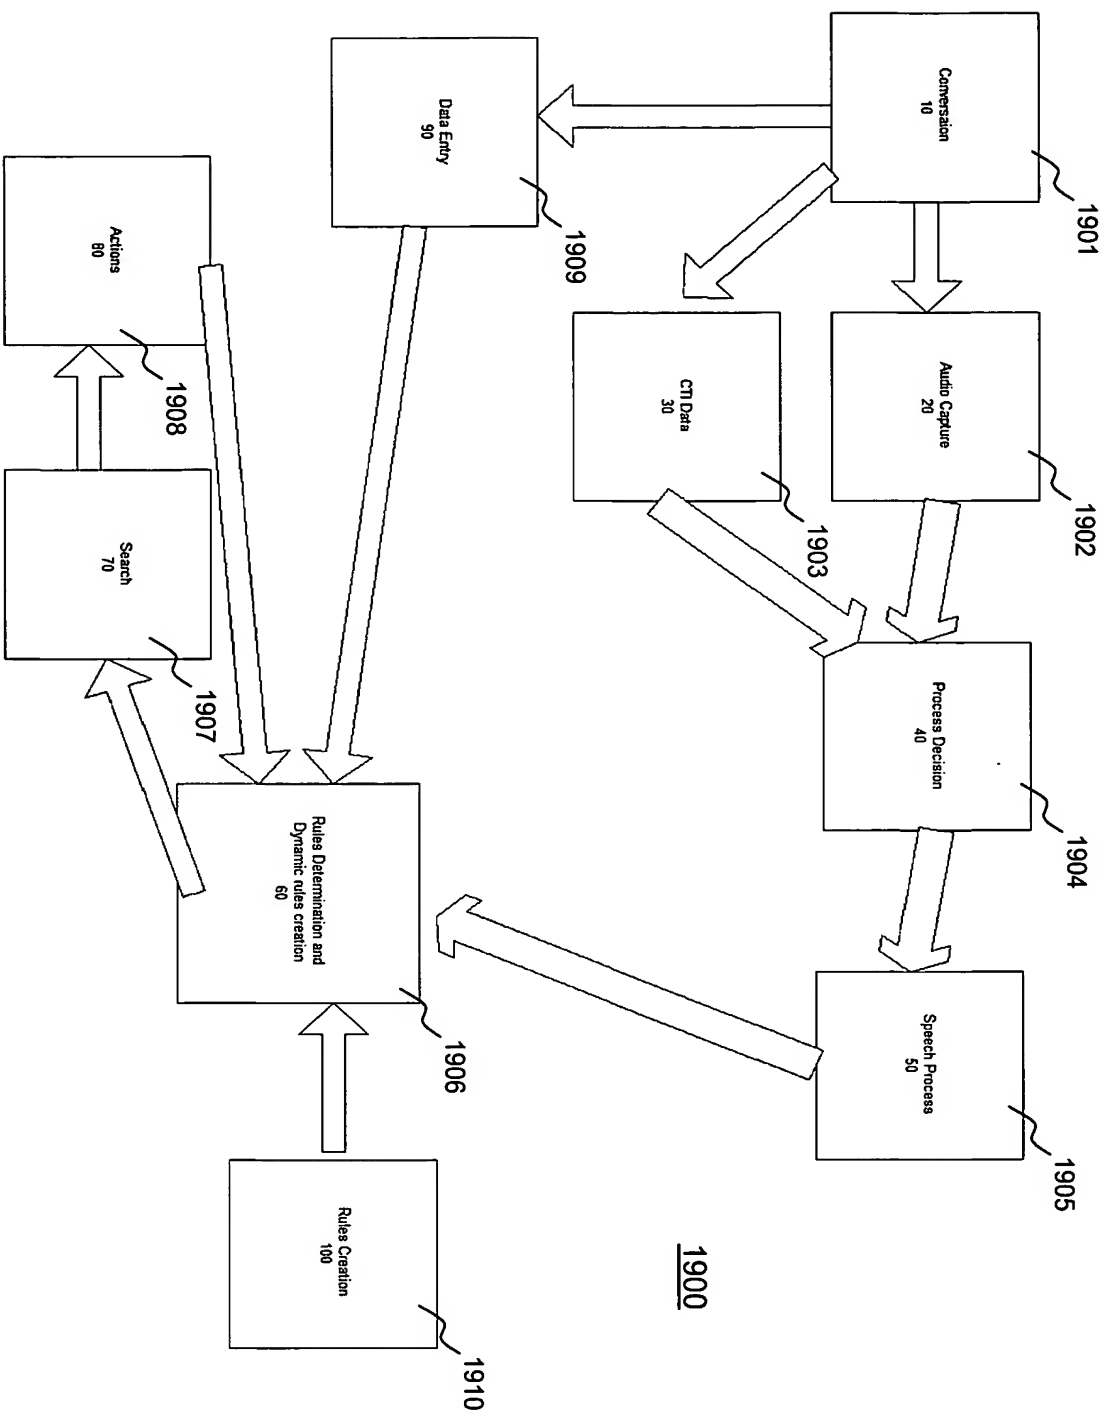 1901
1902
1904
1905
Conversaion
10
Audio Capture
20
Process Decision
40
Speech Process
50
1903
CTI Data
30
1900
1909
Data Entry
90
1906
1910
Rules Determination and
Dynamic rules creation
60
Rules Creation
100
1908
1907
Actions
80
Search
70